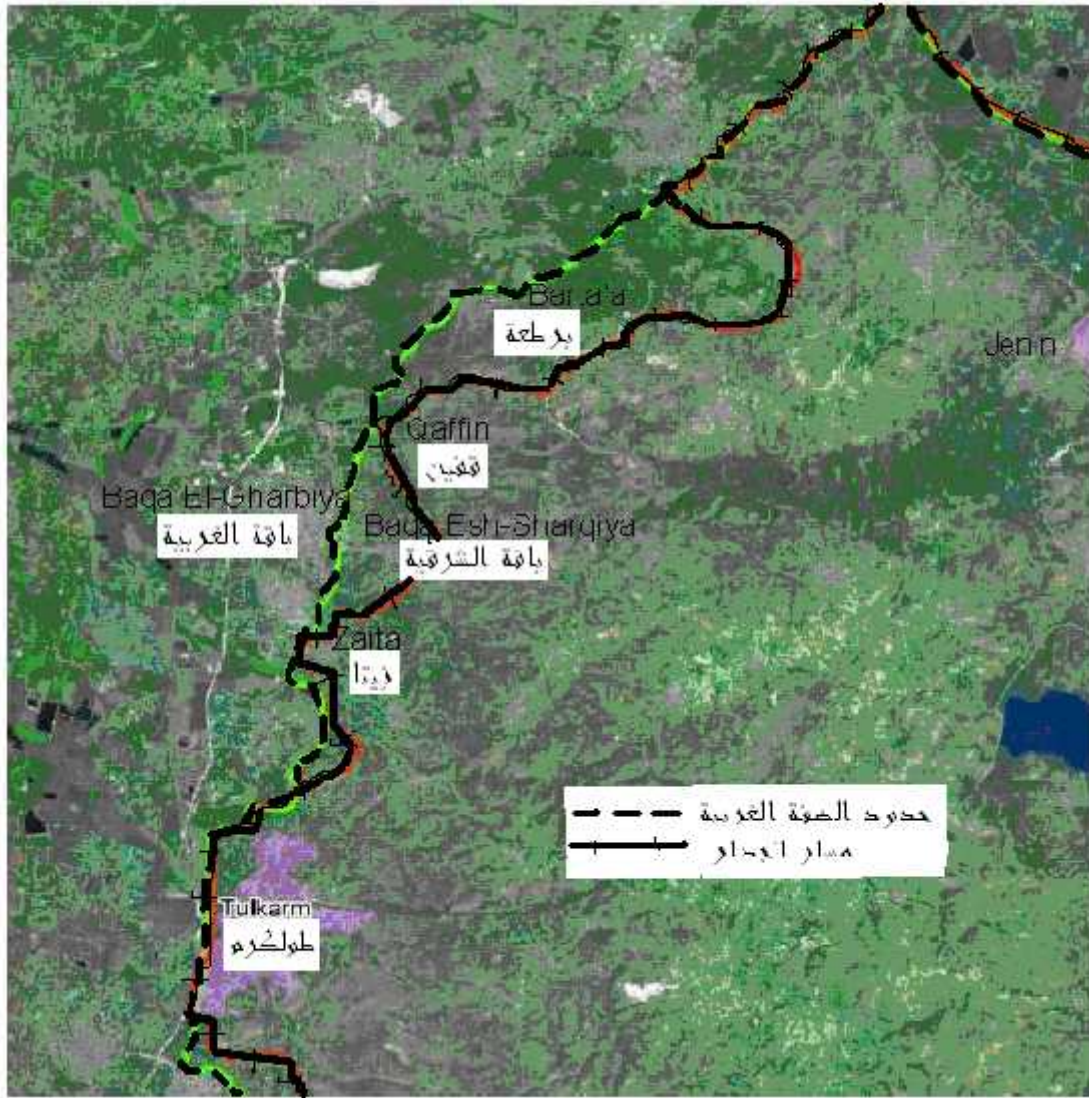 Barta'a
برطعة
Jenin
Qaffin
قفين
Baqa El-Gharbiya
باقة الغربية
Baqa Esh-Sharqiya
باقة الشرقية
Zaita
زيتا
حدود الضفة الغربية
مسار الجدار
Tulkarm
طولكرم